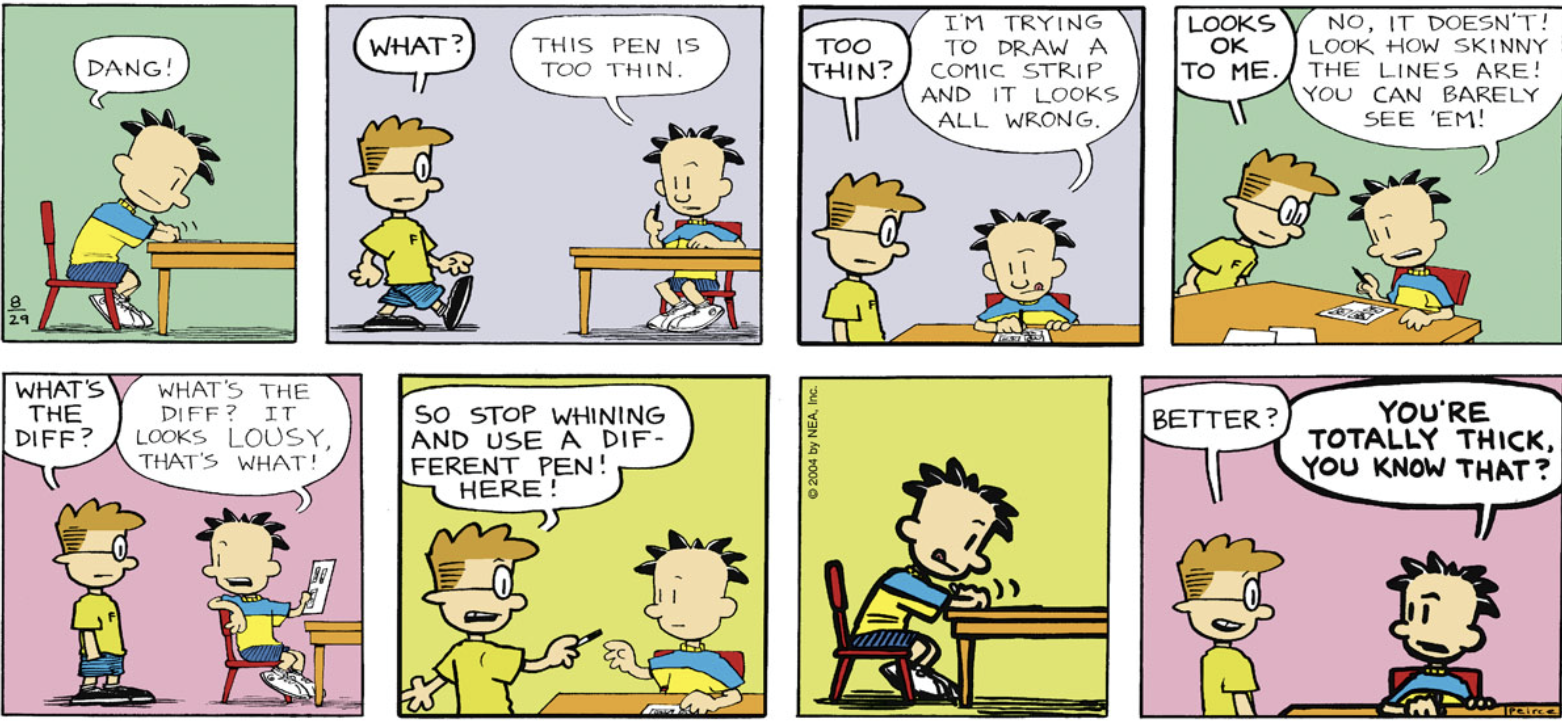 DANG!
8
29
WHAT?
THIS PEN IS
TOO THIN.
TOO
THIN?
I'M TRYING
TO DRAW A
COMIC STRIP
AND IT LOOKS
ALL WRONG.
LOOKS
OK
TO ME.
NO, IT DOESN'T!
LOOK HOW SKINNY
THE LINES ARE!
YOU CAN BARELY
SEE 'EM!
F
F
F
WHAT'S
THE
DIFF?
WHAT'S THE
DIFF? IT
LOOKS LOUSY,
THAT'S WHAT!
F
SO STOP WHINING
AND USE A DIF-
FERENT PEN!
HERE!
© 2004 by NEA, Inc.
BETTER?
YOU'RE
TOTALLY THICK,
YOU KNOW THAT?
Peirce